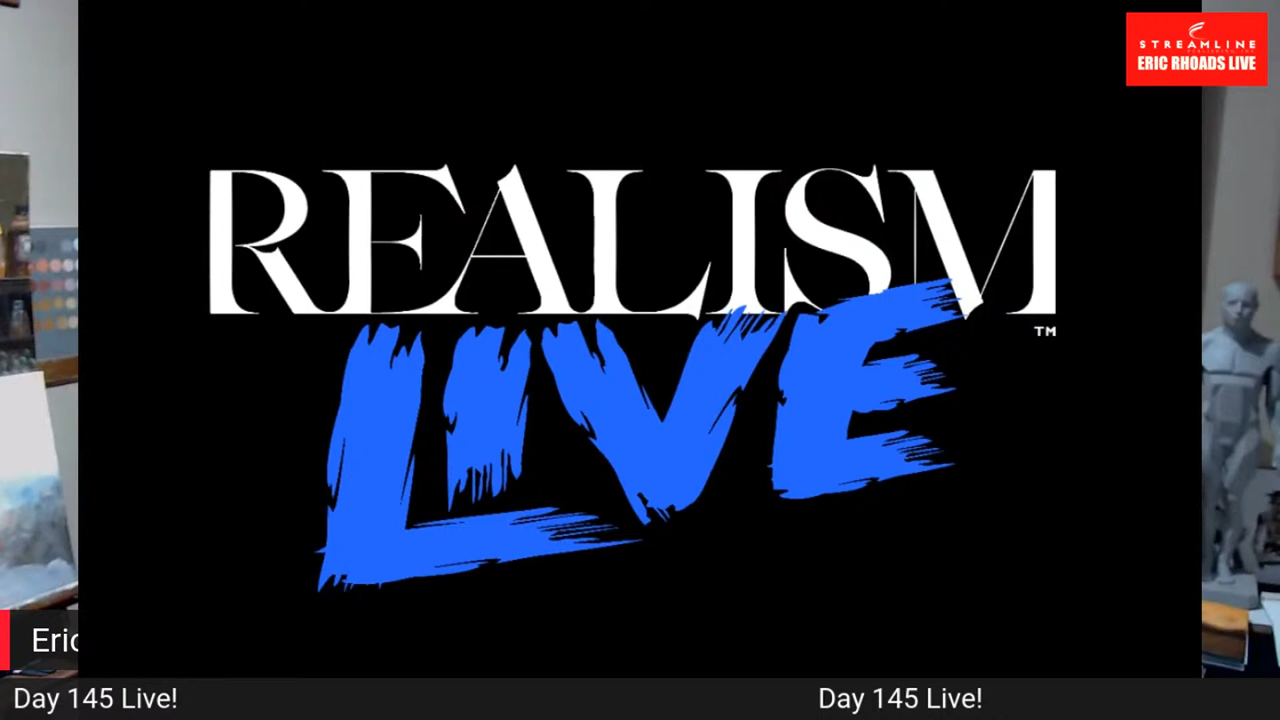 STREAMLINE
ERIC RHOADS LIVE
REALISM
TM
LIVE
Eric
Day 145 Live! Day 145 Live!